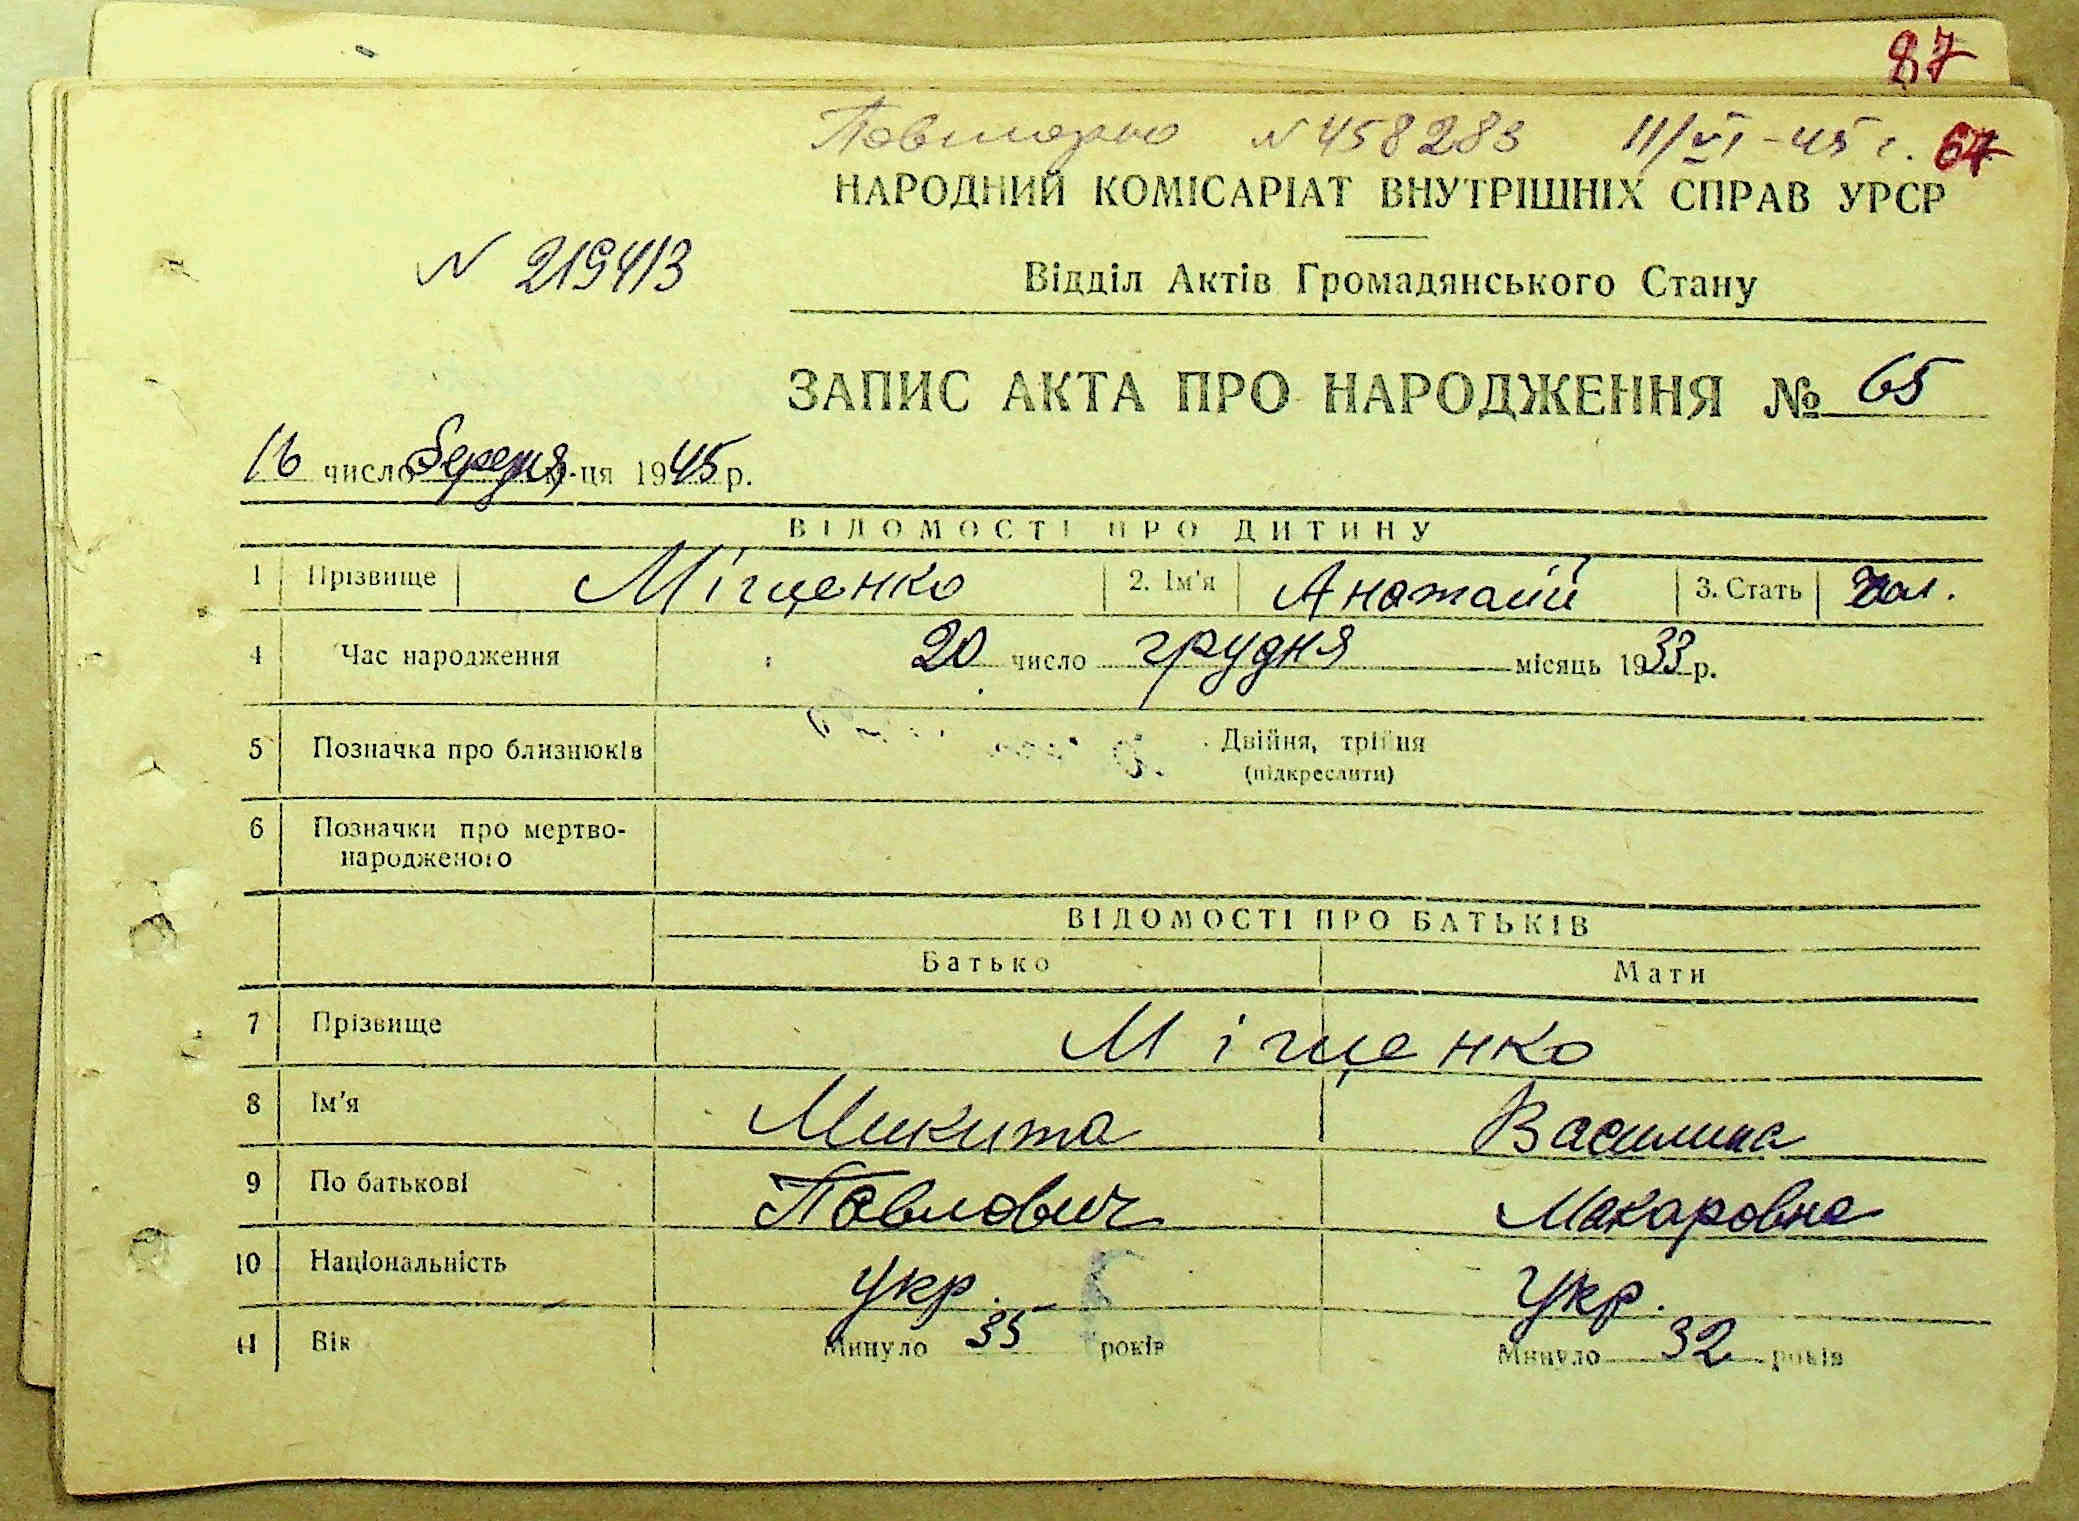 87
Повторно № 458283 11/VI-45 г. 67
НАРОДНИЙ КОМІСАРІАТ ВНУТРІШНІХ СПРАВ УРСР
N 219413
Відділ Актів Громадянського Стану
ЗАПИС АКТА ПРО НАРОДЖЕННЯ № 65
16 число березня м-ця 1945 р.
ВІДОМОСТІ ПРО ДИТИНУ
1 Прізвище Міщенко 2. Ім'я Анатолій 3. Стать Чол.
4 Час народження 20 число грудня місяць 1933 р.
5 Позначка про близнюків Двійня, трійня
(підкреслити)
6 Позначки про мертво-
народженого
ВІДОМОСТІ ПРО БАТЬКІВ
Батько Мати
7 Прізвище Міщенко
8 Ім'я Микита Василина
9 По батькові Павлович Макаровна
10 Національність укр. Укр.
11 Вік Минуло 35 років Минуло 32 років